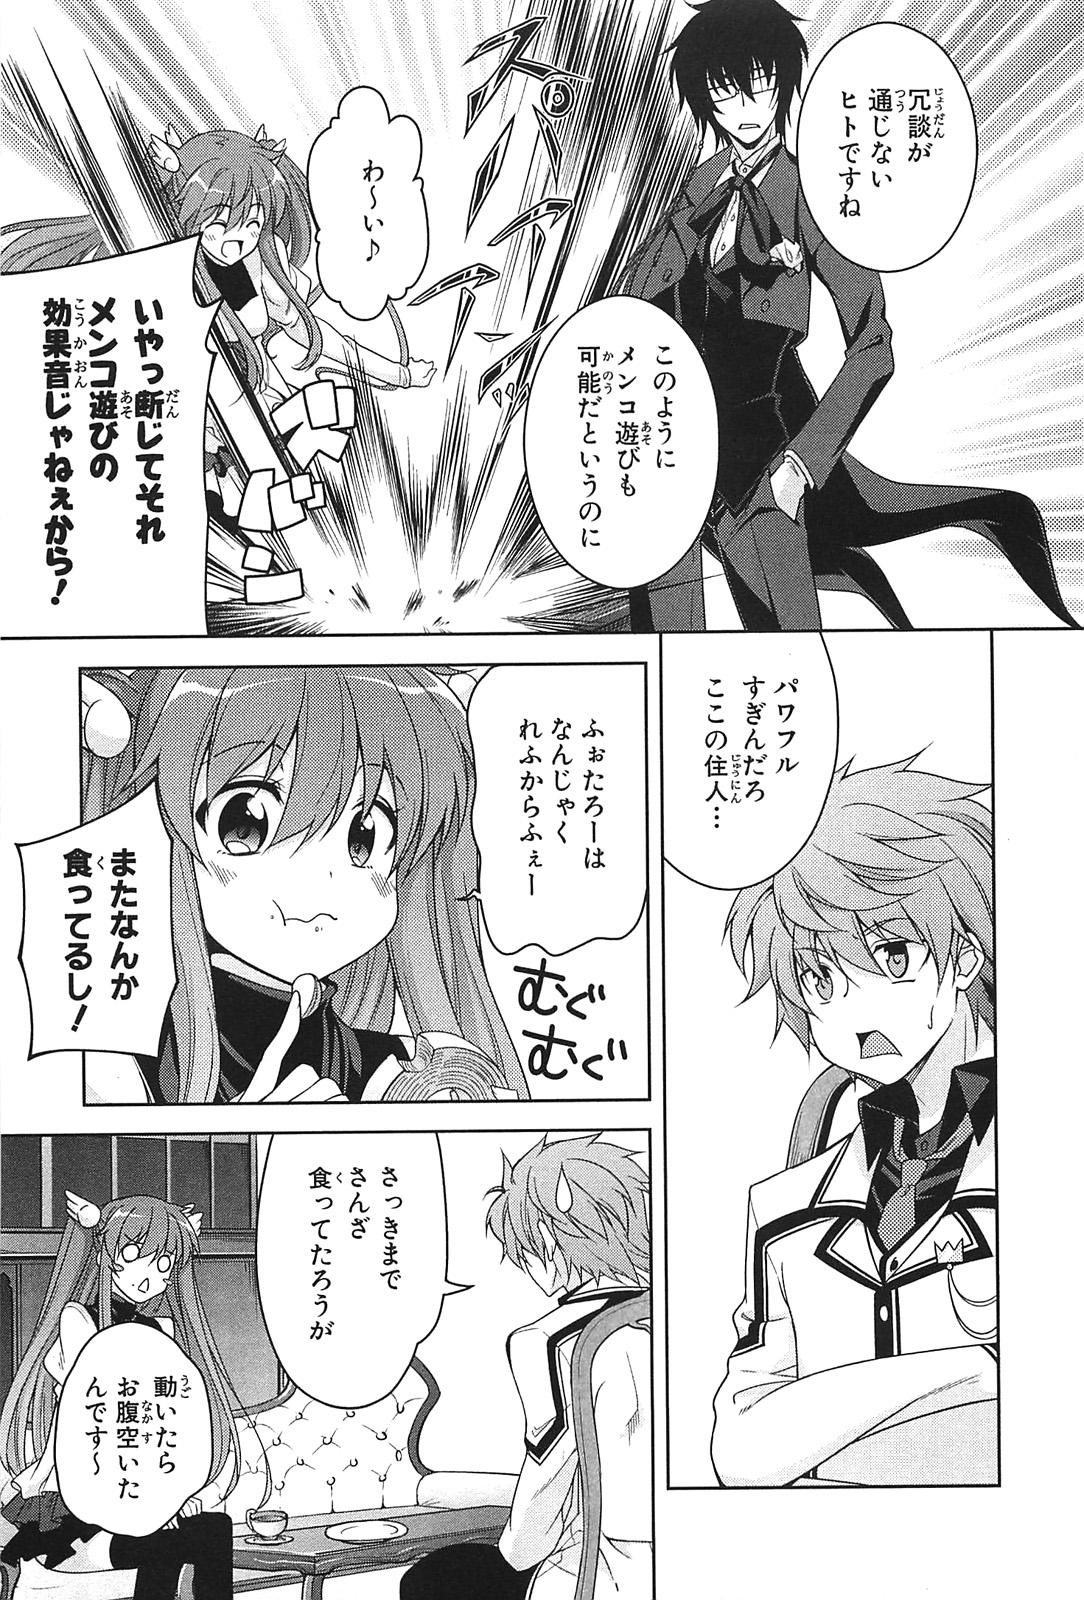 冗談が
通じない
ヒトですね
このように
メンコ遊びも
可能だというのに
わ～い♪
いやっ断じてそれ
メンコ遊びの
効果音じゃねぇから！
パワフル
すぎんだろ
ここの住人…
ふぉたろーは
なんじゃく
れふからふぇー
むぐ
むぐ
またなんか
食ってるし！
さっきまで
さんざ
食ってたろうが
動いたら
お腹空いた
んです～